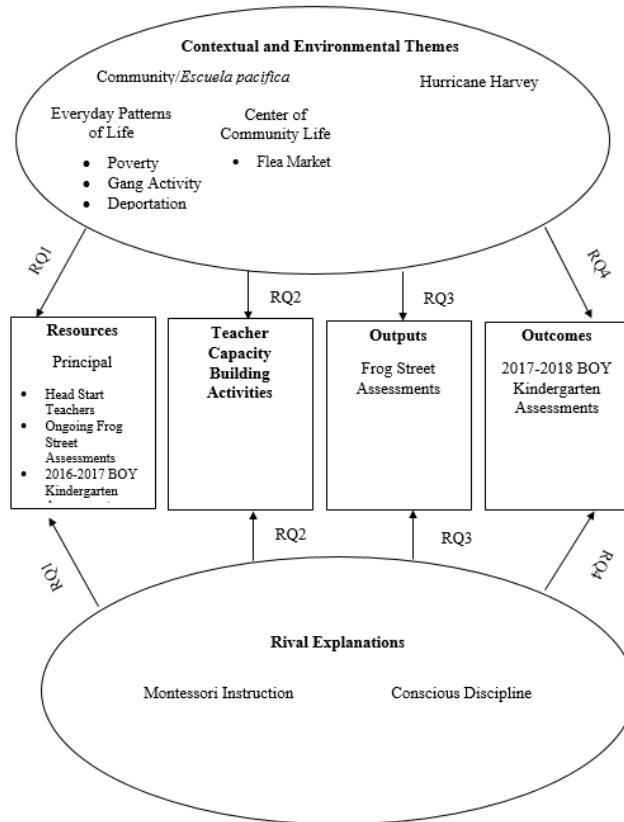 Contextual and Environmental Themes
Community/Escuela pacifica
Hurricane Harvey
Everyday Patterns
of Life
• Poverty
• Gang Activity
• Deportation
Center of
Community Life
• Flea Market
RQ1
RQ2
RQ3
RQ4
Resources
Principal
• Head Start
Teachers
• Ongoing Frog
Street
Assessments
• 2016-2017 BOY
Kindergarten
Teacher
Capacity
Building
Activities
Outputs
Frog Street
Assessments
Outcomes
2017-2018 BOY
Kindergarten
Assessments
RQ1
RQ2
RQ3
RQ4
Rival Explanations
Montessori Instruction
Conscious Discipline